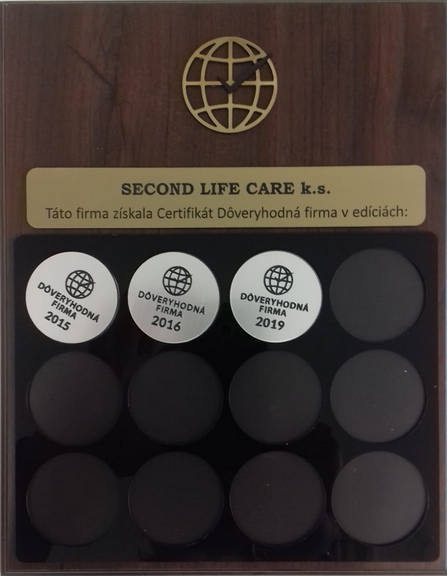 SECOND LIFE CARE k.s.
Táto firma získala Certifikát Dôveryhodná firma v edíciách:
DÔVERYHODNÁ
FIRMA
2015
DÔVERYHODNÁ
FIRMA
2016
DÔVERYHODNÁ
FIRMA
2019